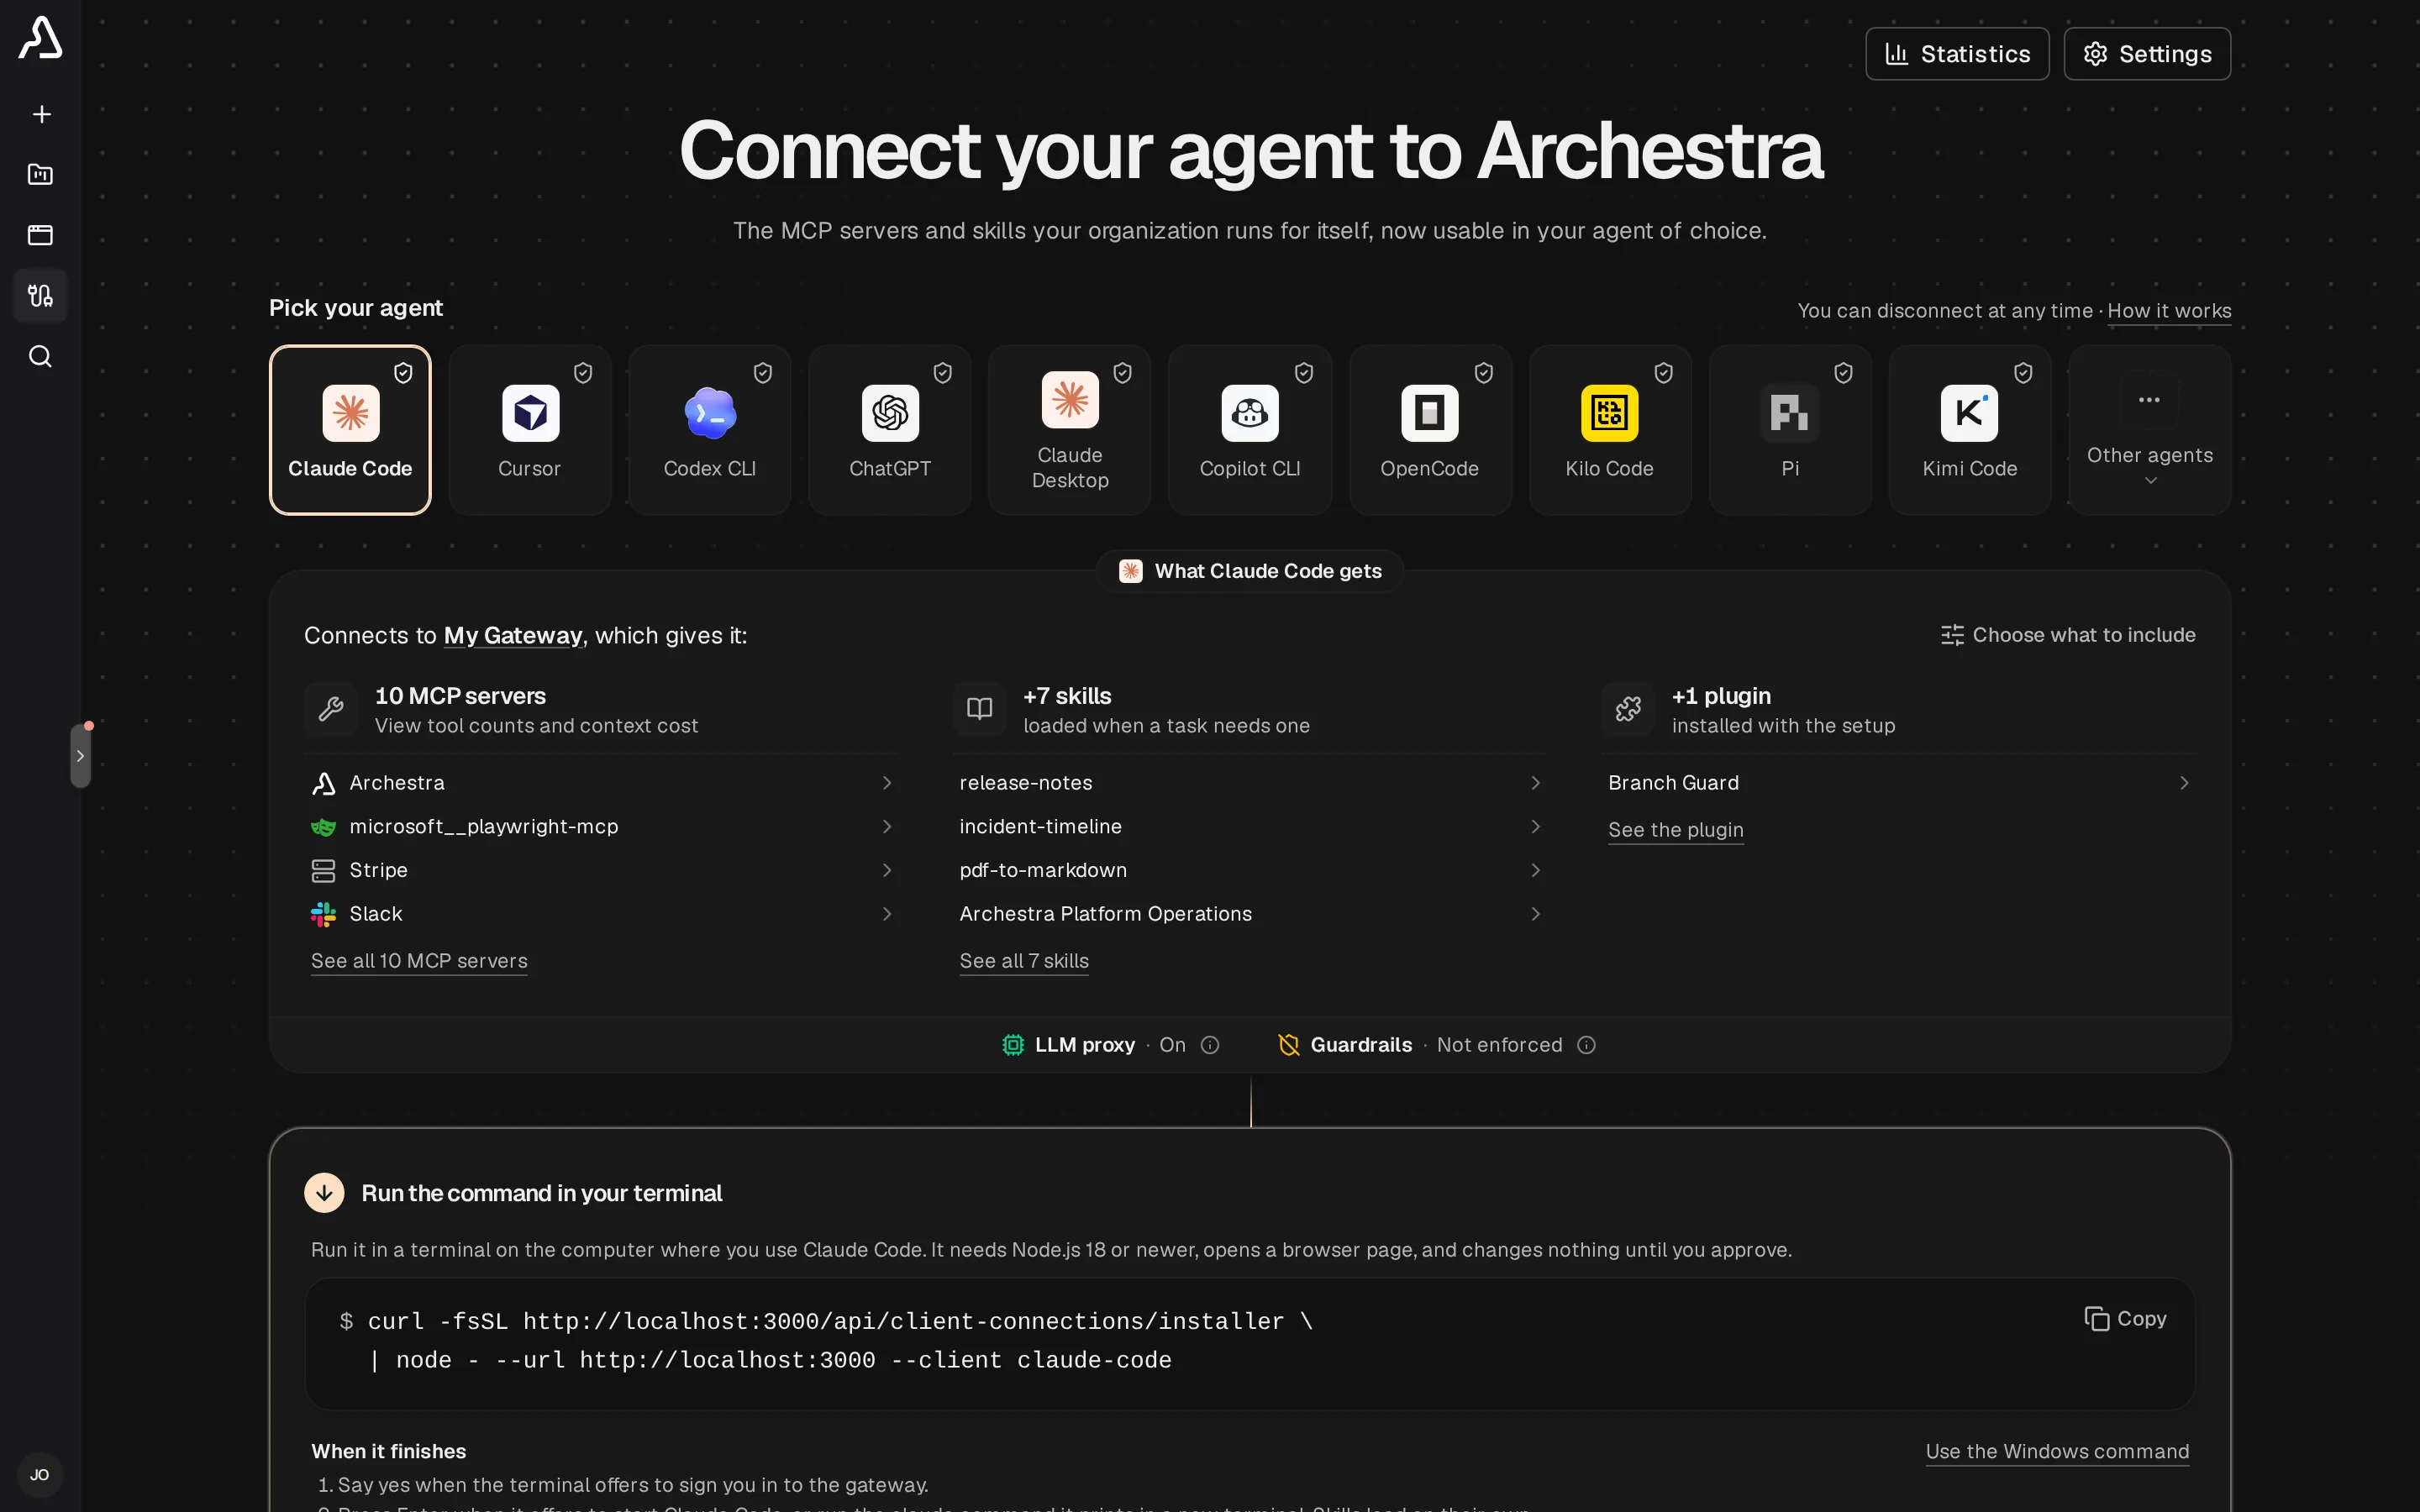 Statistics
Settings
Connect your agent to Archestra
The MCP servers and skills your organization runs for itself, now usable in your agent of choice.
Pick your agent
You can disconnect at any time · How it works
Claude Code
Cursor
Codex CLI
ChatGPT
Claude
Desktop
Copilot CLI
OpenCode
Kilo Code
Pi
Kimi Code
Other agents
What Claude Code gets
Connects to My Gateway, which gives it:
Choose what to include
10 MCP servers
View tool counts and context cost
Archestra
microsoft__playwright-mcp
Stripe
Slack
See all 10 MCP servers
+7 skills
loaded when a task needs one
release-notes
incident-timeline
pdf-to-markdown
Archestra Platform Operations
See all 7 skills
+1 plugin
installed with the setup
Branch Guard
See the plugin
LLM proxy · On
Guardrails · Not enforced
Run the command in your terminal
Run it in a terminal on the computer where you use Claude Code. It needs Node.js 18 or newer, opens a browser page, and changes nothing until you approve.
$ curl -fsSL http://localhost:3000/api/client-connections/installer \
| node - --url http://localhost:3000 --client claude-code
Copy
When it finishes
Use the Windows command
1. Say yes when the terminal offers to sign you in to the gateway.
JO